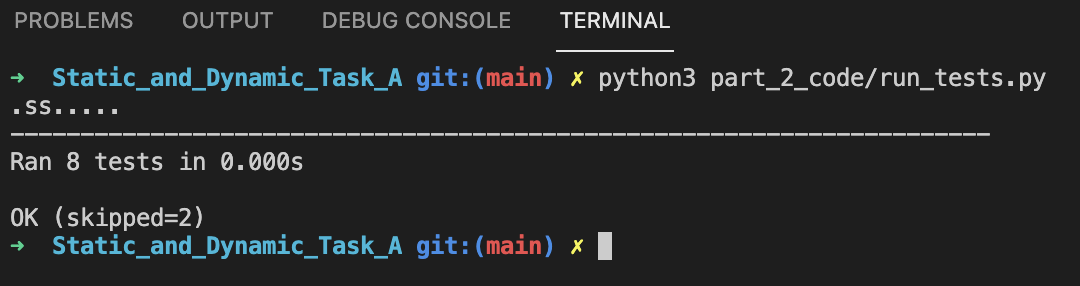 PROBLEMS OUTPUT DEBUG CONSOLE TERMINAL
➜ Static_and_Dynamic_Task_A git:(main) ✗ python3 part_2_code/run_tests.py
.ss.....
----------------------------------------------------------------------
Ran 8 tests in 0.000s
OK (skipped=2)
➜ Static_and_Dynamic_Task_A git:(main) ✗